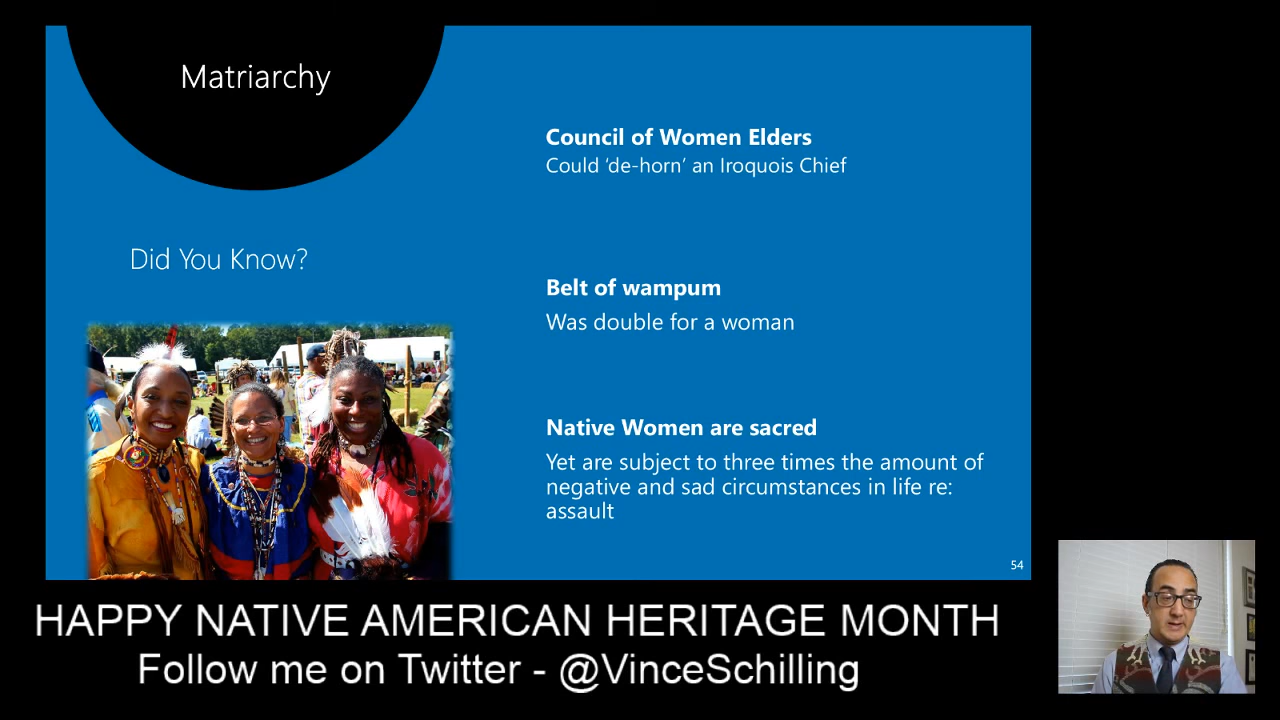 Matriarchy
Did You Know?
Council of Women Elders
Could ‘de-horn’ an Iroquois Chief
Belt of wampum
Was double for a woman
Native Women are sacred
Yet are subject to three times the amount of
negative and sad circumstances in life re:
assault
54
HAPPY NATIVE AMERICAN HERITAGE MONTH
Follow me on Twitter - @VinceSchilling